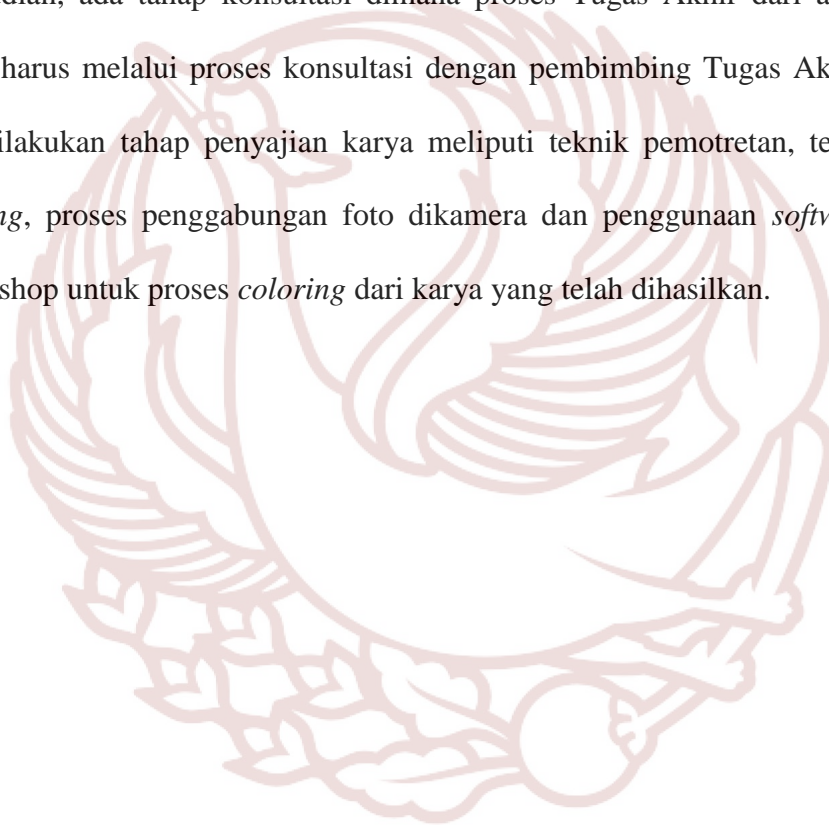 dian, ada tahap konsultasi dimana proses Tugas Akhir dari a
harus melalui proses konsultasi dengan pembimbing Tugas Ak
ilakukan tahap penyajian karya meliputi teknik pemotretan, te
ng, proses penggabungan foto dikamera dan penggunaan softw
shop untuk proses coloring dari karya yang telah dihasilkan.